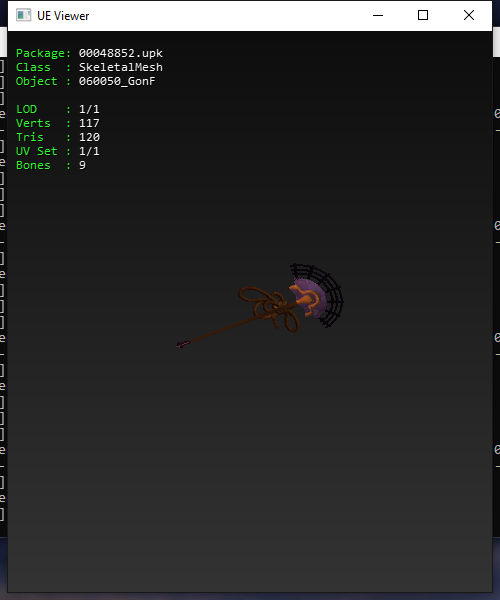 UE Viewer
Package: 00048852.upk
Class  : SkeletalMesh
Object : 060050_GonF
LOD    : 1/1
Verts  : 117
Tris   : 120
UV Set : 1/1
Bones  : 9